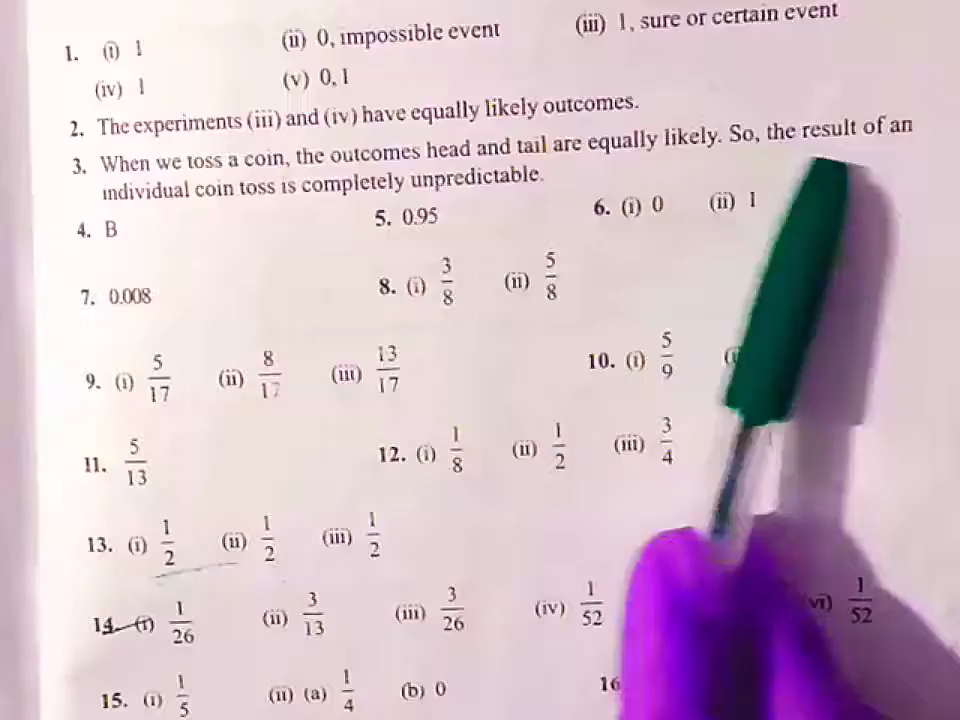 1. (i) 1 (ii) 0, impossible event (iii) 1, sure or certain event
(iv) 1 (v) 0, 1
2. The experiments (iii) and (iv) have equally likely outcomes.
3. When we toss a coin, the outcomes head and tail are equally likely. So, the result of an
individual coin toss is completely unpredictable.
4. B 5. 0.95 6. (i) 0 (ii) 1
7. 0.008 8. (i) 3/8 (ii) 5/8
9. (i) 5/17 (ii) 8/17 (iii) 13/17 10. (i) 5/9
11. 5/13 12. (i) 1/8 (ii) 1/2 (iii) 3/4
13. (i) 1/2 (ii) 1/2 (iii) 1/2
14. (i) 1/26 (ii) 3/13 (iii) 3/26 (iv) 1/52 (vi) 1/52
15. (i) 1/5 (ii) (a) 1/4 (b) 0 16